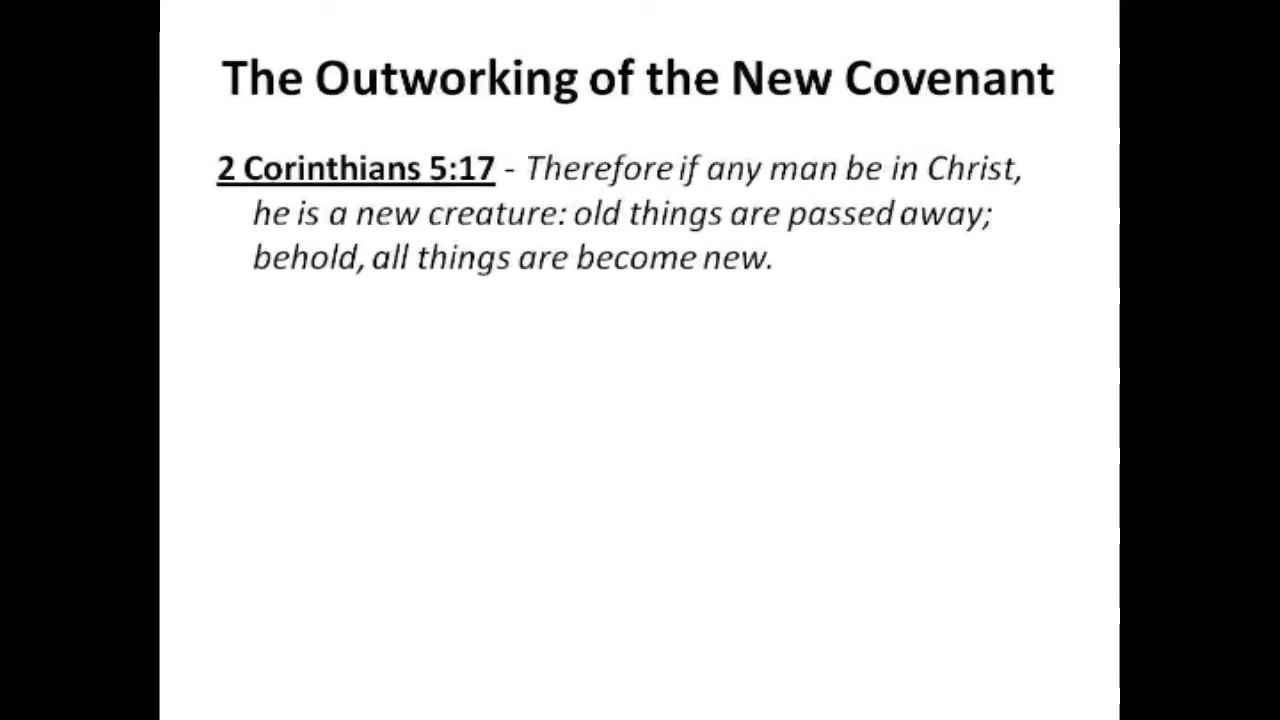 The Outworking of the New Covenant
2 Corinthians 5:17 - Therefore if any man be in Christ,
he is a new creature: old things are passed away;
behold, all things are become new.